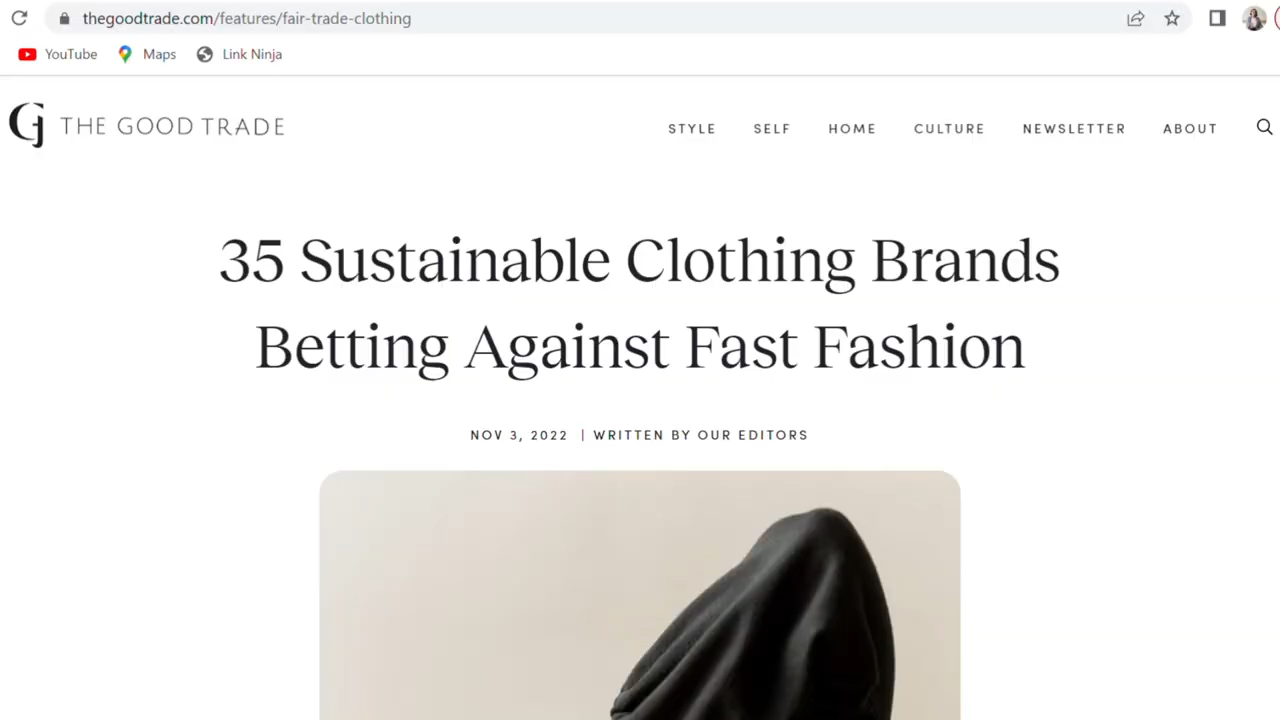 thegoodtrade.com/features/fair-trade-clothing
YouTube Maps Link Ninja
THE GOOD TRADE
STYLE SELF HOME CULTURE NEWSLETTER ABOUT
35 Sustainable Clothing Brands
Betting Against Fast Fashion
NOV 3, 2022 | WRITTEN BY OUR EDITORS